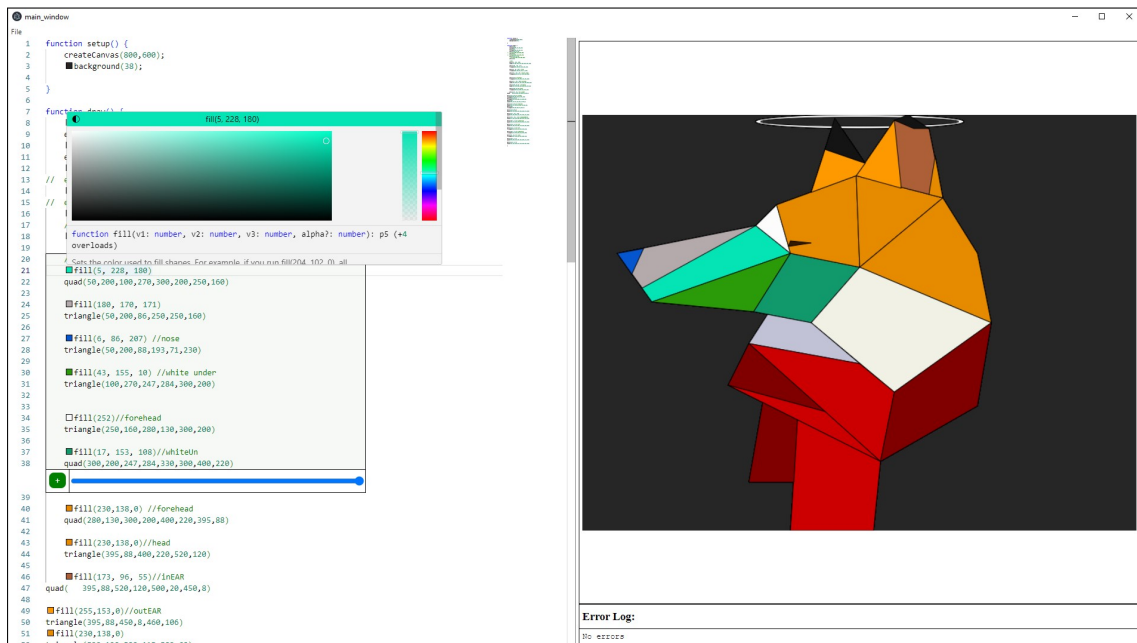 main_window
File
1 function setup() {
2 createCanvas(800,600);
3 background(38);
4
5 }
6
7 function draw() {
8
fill(5, 228, 180)
9 e
10
11 e
12
13 // e
14
15 // e
16
17 /
18
19
function fill(v1: number, v2: number, v3: number, alpha?: number): p5 (+4
overloads)
Sets the color used to fill shapes. For example, if you run fill(204, 102, 0), all
20 /
21 fill(5, 228, 180)
22 quad(50,200,100,270,300,200,250,160)
23
24 fill(180, 170, 171)
25 triangle(50,200,86,250,250,160)
26
27 fill(6, 86, 207) //nose
28 triangle(50,200,88,193,71,230)
29
30 fill(43, 155, 10) //white under
31 triangle(100,270,247,284,300,200)
32
33
34 fill(252)//forehead
35 triangle(250,160,280,130,300,200)
36
37 fill(17, 153, 108)//whiteUn
38 quad(300,200,247,284,330,300,400,220)
+
39
40 fill(230,138,0) //forehead
41 quad(280,130,300,200,400,220,395,88)
42
43 fill(230,138,0)//head
44 triangle(395,88,400,220,520,120)
45
46 fill(173, 96, 55)//inEAR
47 quad( 395,88,520,120,500,20,450,8)
48
49 fill(255,153,0)//outEAR
50 triangle(395,88,450,8,460,106)
51 fill(230,138,0)
Error Log:
No errors